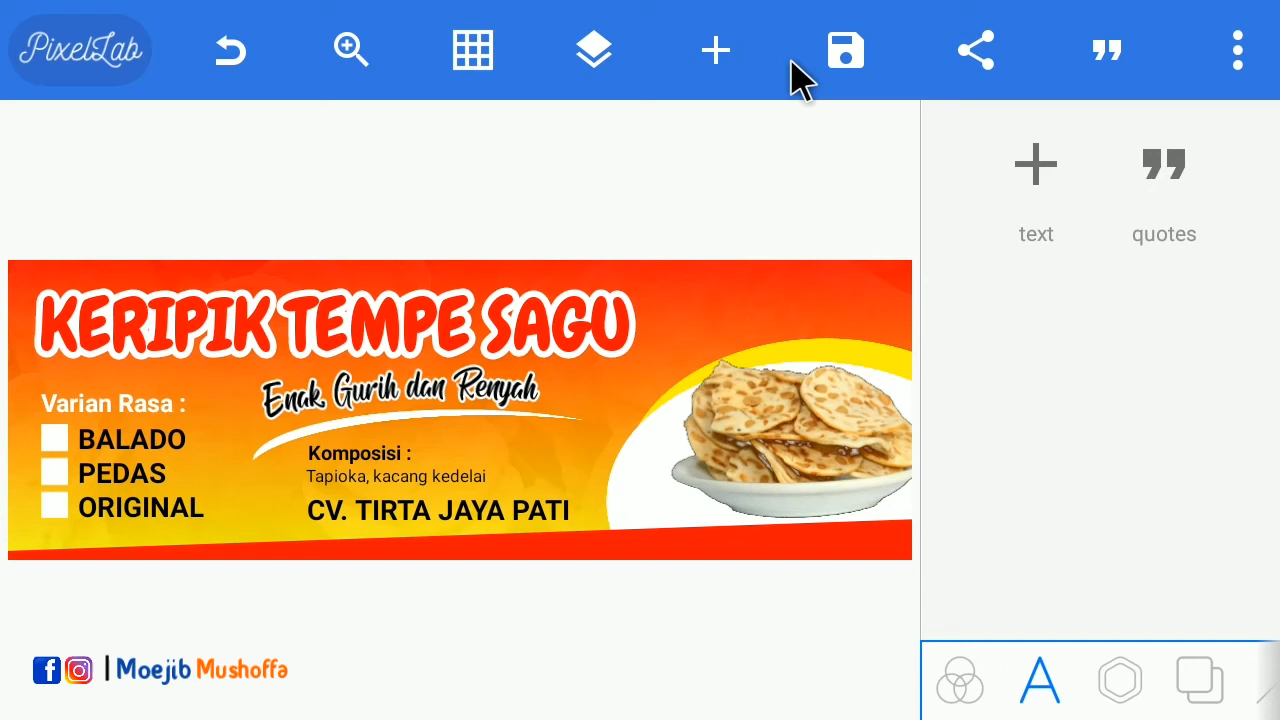 PixelLab
text
quotes
KERIPIK TEMPE SAGU
Enak Gurih dan Renyah
Varian Rasa :
BALADO
PEDAS
ORIGINAL
Komposisi :
Tapioka, kacang kedelai
CV. TIRTA JAYA PATI
| Moejib Mushoffa